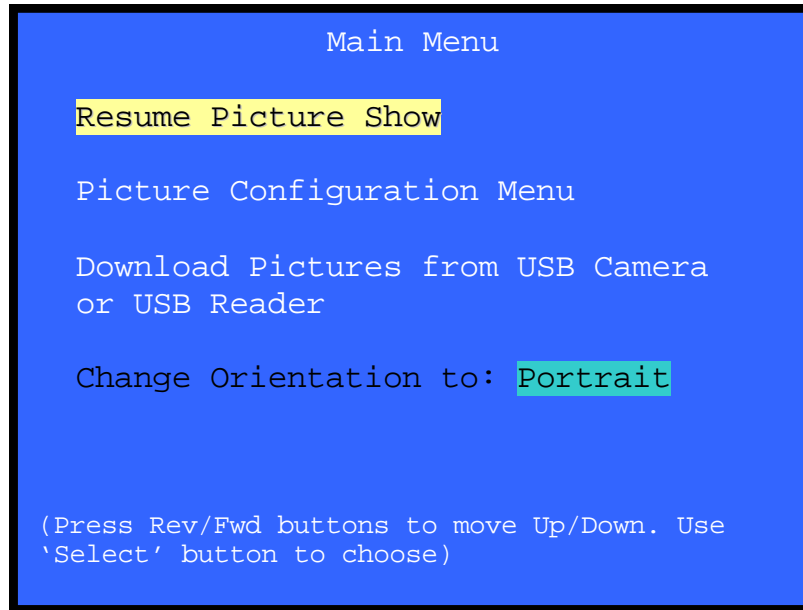 Main Menu
Resume Picture Show
Picture Configuration Menu
Download Pictures from USB Camera
or USB Reader
Change Orientation to: Portrait
(Press Rev/Fwd buttons to move Up/Down. Use
‘Select’ button to choose)